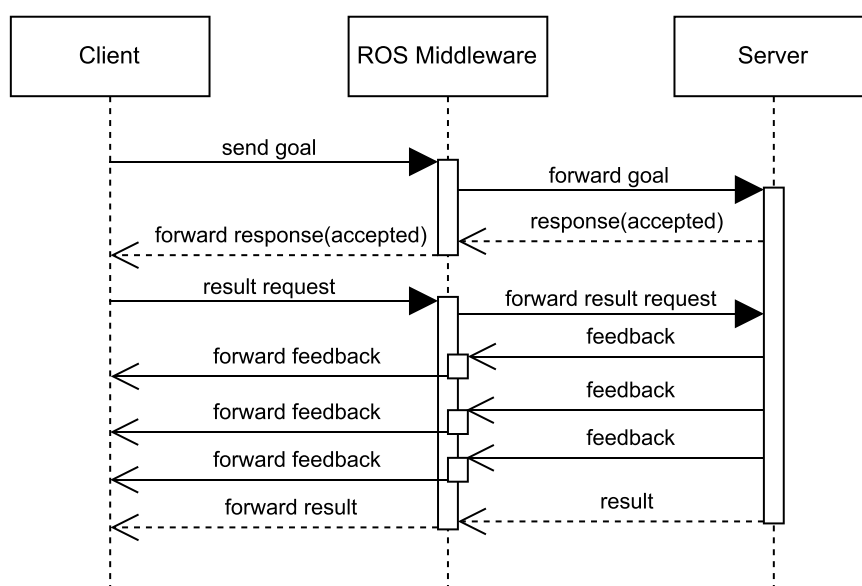 Client
ROS Middleware
Server
send goal
forward goal
response(accepted)
forward response(accepted)
result request
forward result request
feedback
forward feedback
feedback
forward feedback
feedback
forward feedback
result
forward result